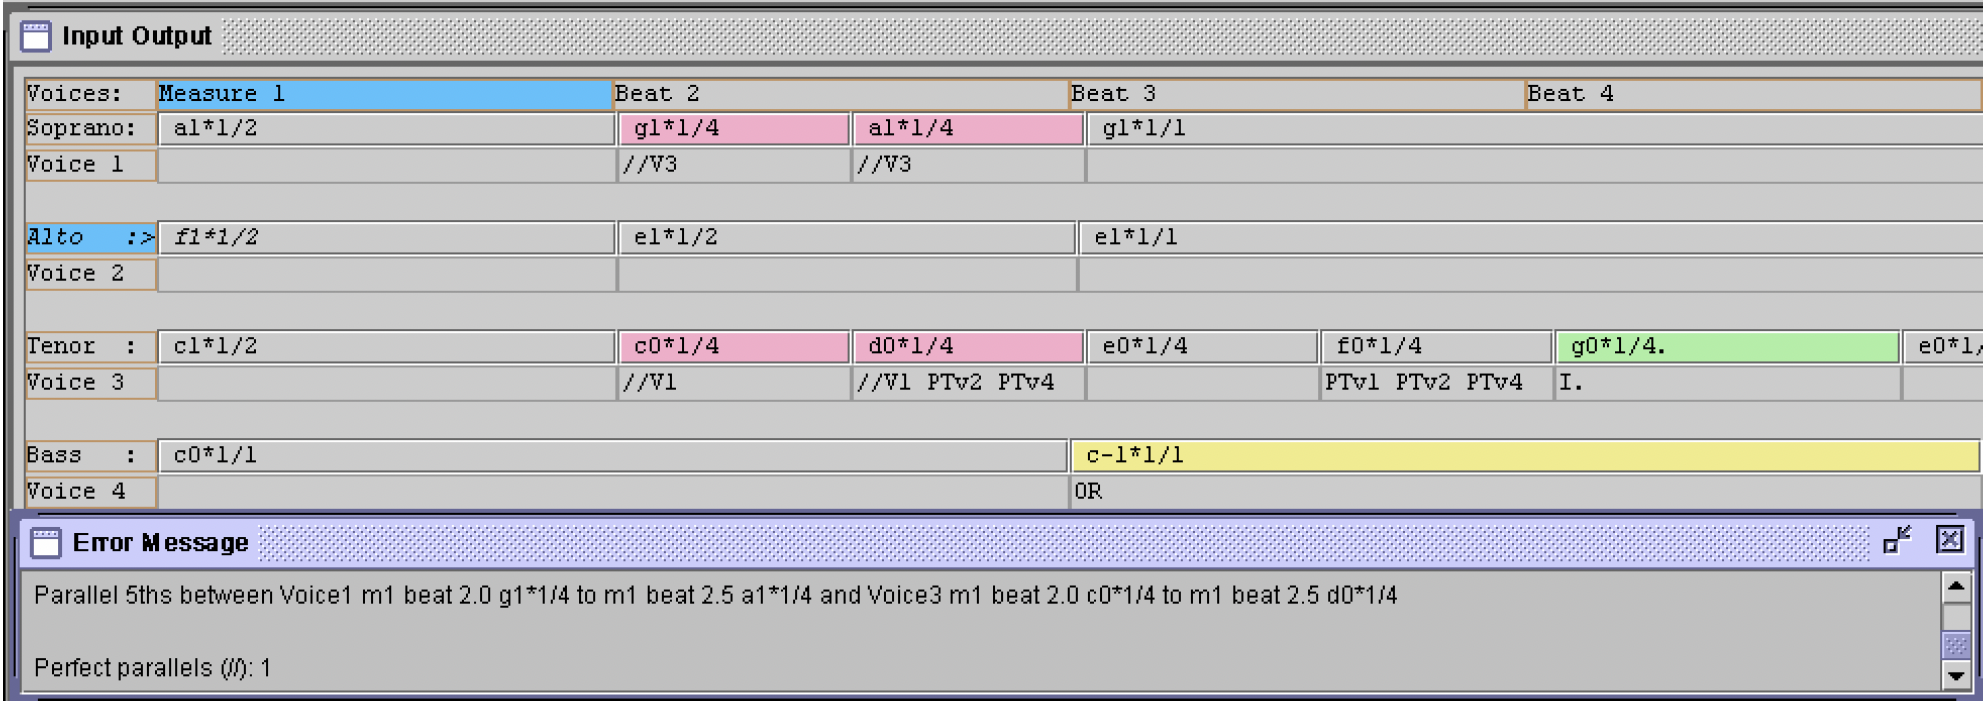 Input Output
Voices: Measure 1 Beat 2 Beat 3 Beat 4
Soprano: a1*1/2 g1*1/4 a1*1/4 g1*1/1
Voice 1 //V3 //V3
Alto :> f1*1/2 e1*1/2 e1*1/1
Voice 2
Tenor : c1*1/2 c0*1/4 d0*1/4 e0*1/4 f0*1/4 g0*1/4. e0*1/
Voice 3 //V1 //V1 PTv2 PTv4 PTv1 PTv2 PTv4 I.
Bass : c0*1/1 c-1*1/1
Voice 4 OR
Error Message
Parallel 5ths between Voice1 m1 beat 2.0 g1*1/4 to m1 beat 2.5 a1*1/4 and Voice3 m1 beat 2.0 c0*1/4 to m1 beat 2.5 d0*1/4
Perfect parallels (//): 1